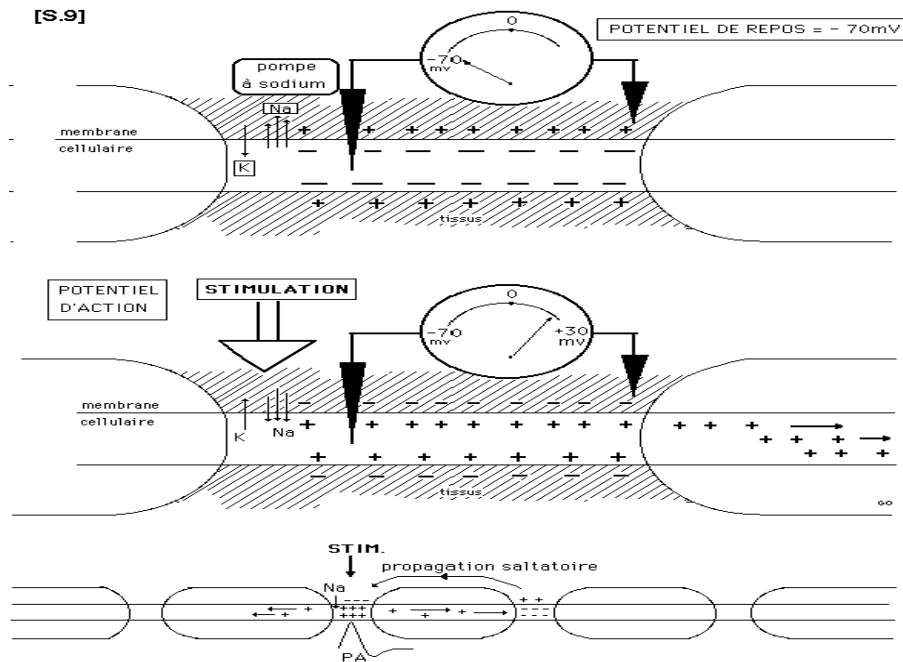 [S.9]
POTENTIEL DE REPOS = - 70mV
0
-70
mv
pompe
à sodium
Na
membrane
cellulaire
K
tissus
POTENTIEL
D'ACTION
STIMULATION
0
-70
mv
+30
mv
membrane
cellulaire
K
Na
tissus
GO
STIM.
propagation saltatoire
Na
PA